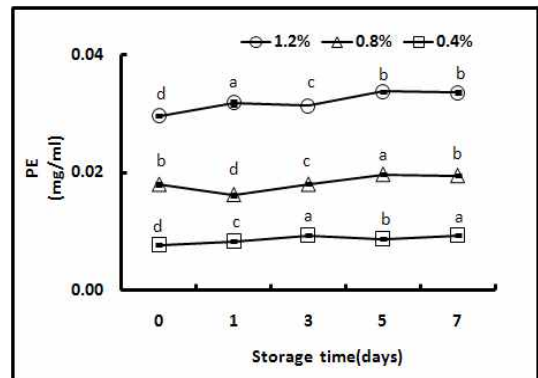 1.2% 0.8% 0.4%
0.04
d a c b b
PE
(mg/ml)
0.02
b d c a b
d c a b a
0.00
0 1 3 5 7
Storage time(days)